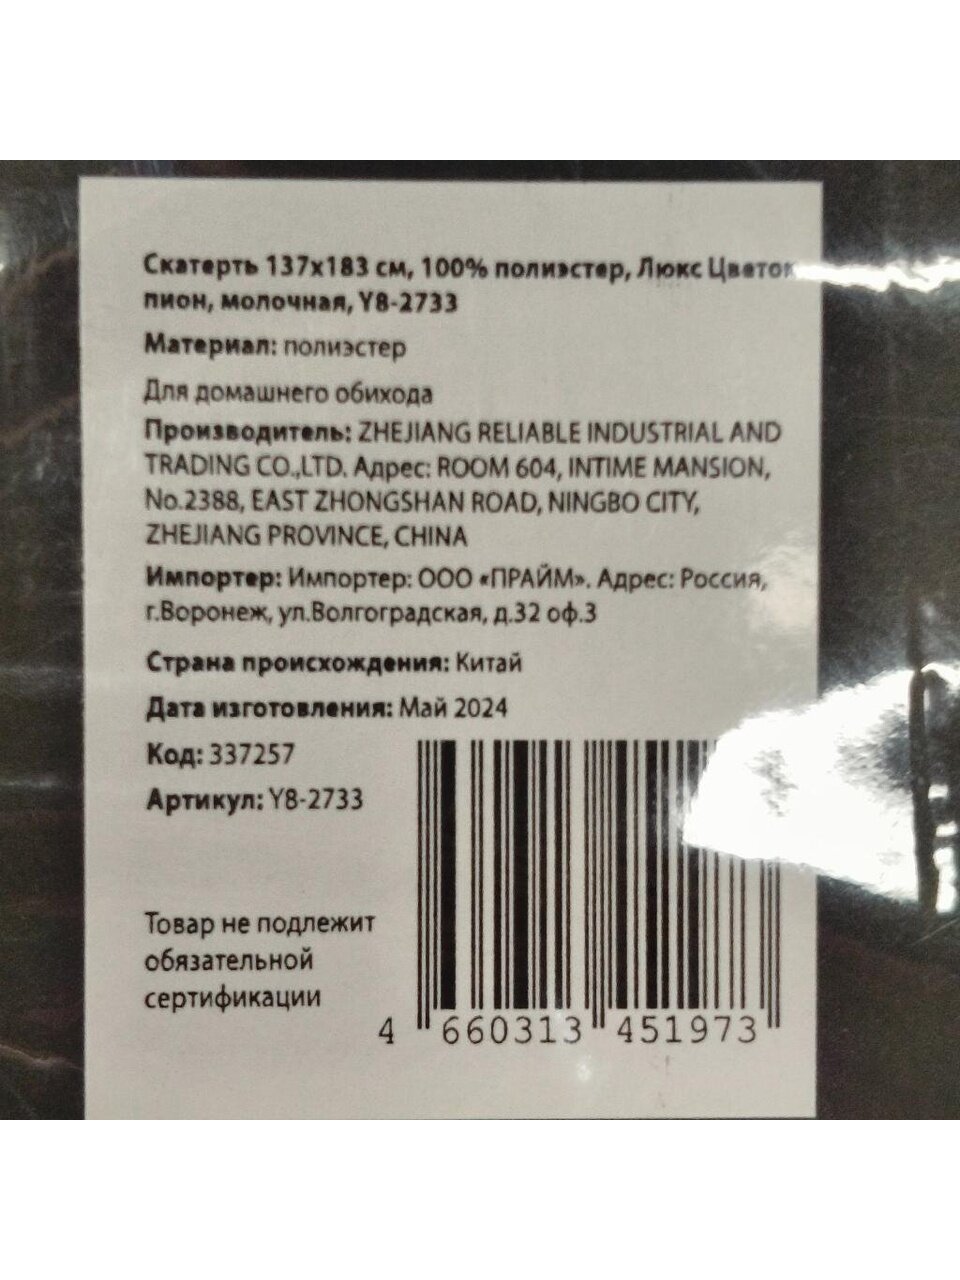 Скатерть 137х183 см, 100% полиэстер, Люкс Цветок
пион, молочная, Y8-2733
Материал: полиэстер
Для домашнего обихода
Производитель: ZHEJIANG RELIABLE INDUSTRIAL AND
TRADING CO.,LTD. Адрес: ROOM 604, INTIME MANSION,
No.2388, EAST ZHONGSHAN ROAD, NINGBO CITY,
ZHEJIANG PROVINCE, CHINA
Импортер: Импортер: ООО «ПРАЙМ». Адрес: Россия,
г.Воронеж, ул.Волгоградская, д.32 оф.3
Страна происхождения: Китай
Дата изготовления: Май 2024
Код: 337257
Артикул: Y8-2733
Товар не подлежит
обязательной
сертификации
4 660313 451973